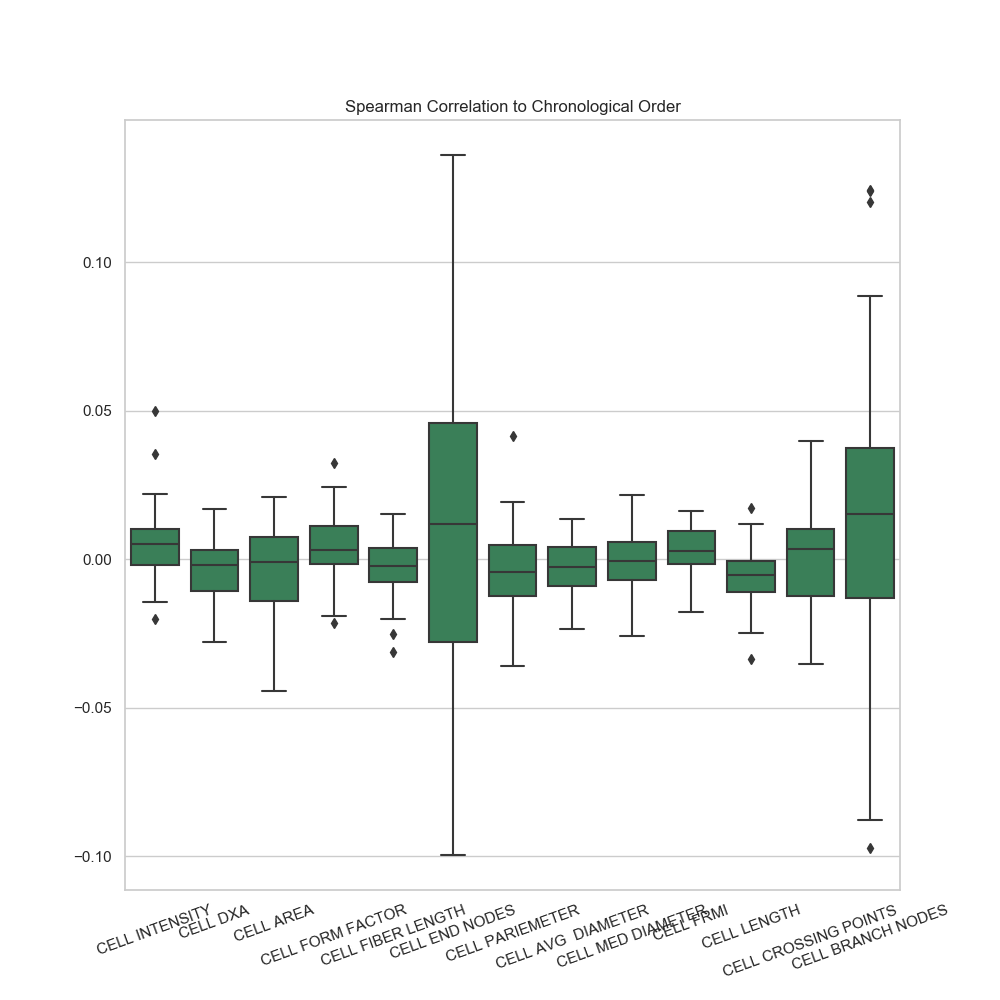 Spearman Correlation to Chronological Order
0.10
0.05
0.00
−0.05
−0.10
CELL INTENSITY
CELL DXA
CELL AREA
CELL FORM FACTOR
CELL FIBER LENGTH
CELL END NODES
CELL PARIEMETER
CELL AVG  DIAMETER
CELL MED DIAMETER
CELL FRMI
CELL LENGTH
CELL CROSSING POINTS
CELL BRANCH NODES